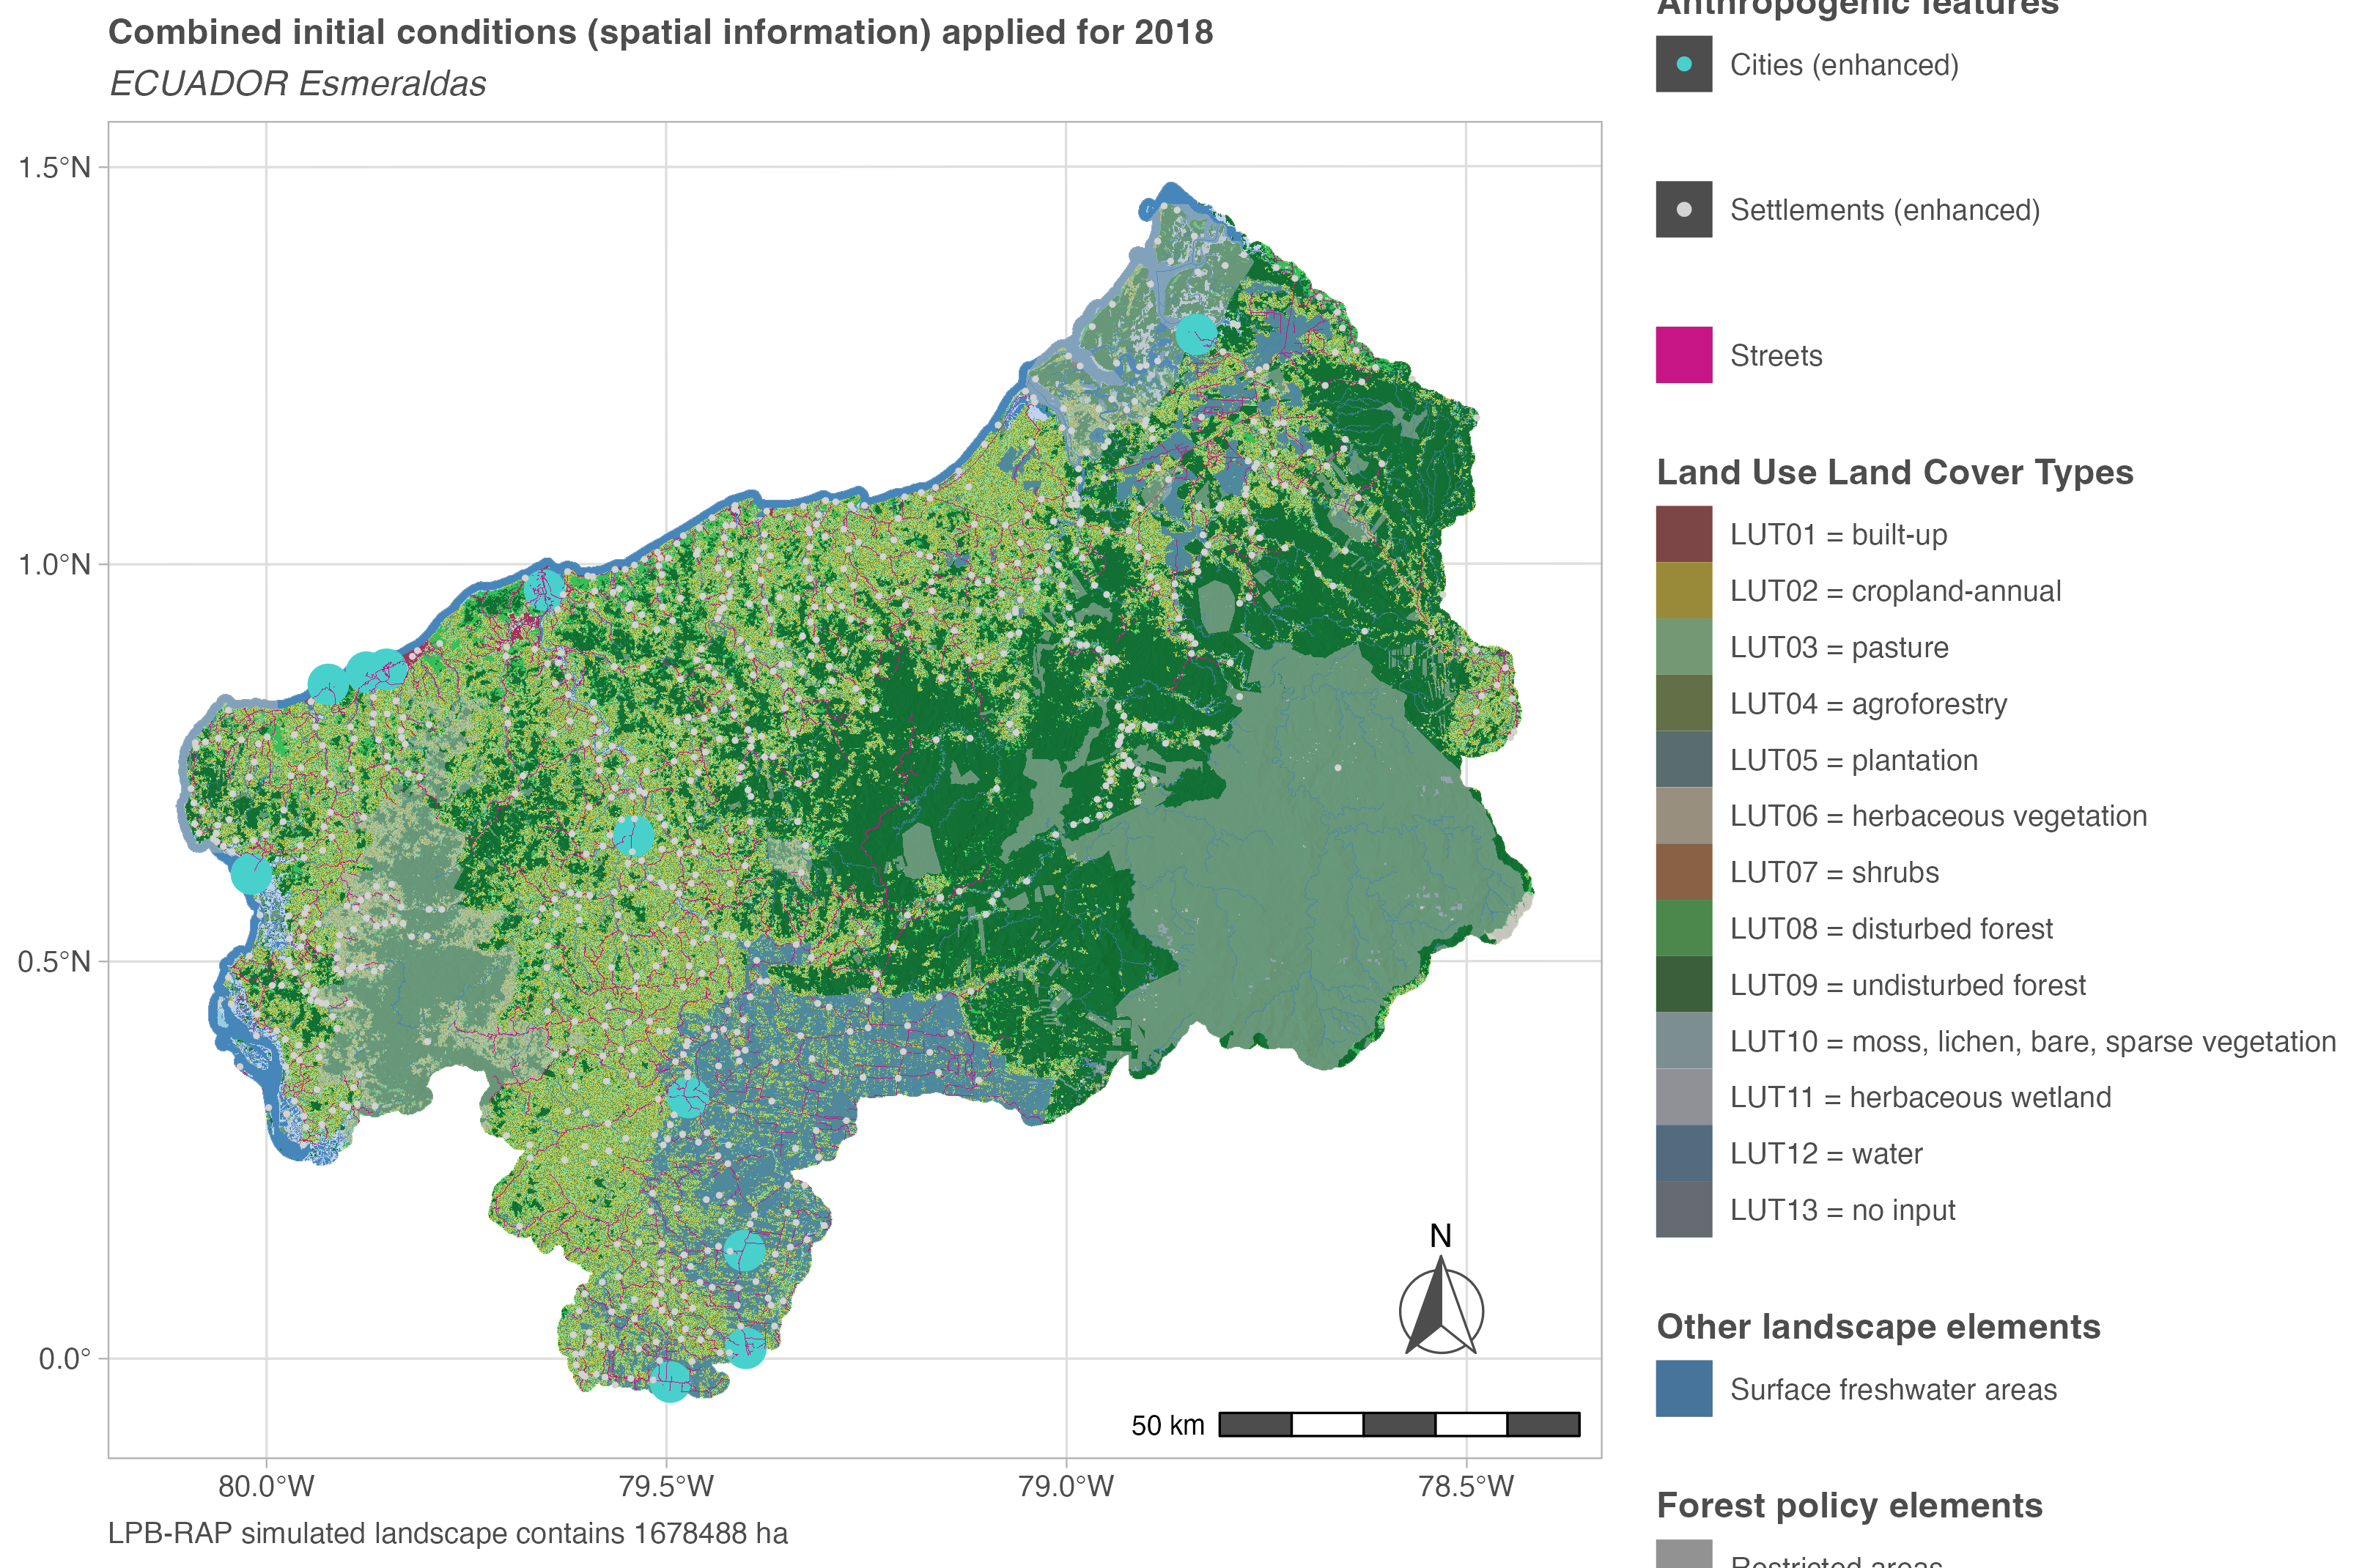 Combined initial conditions (spatial information) applied for 2018
ECUADOR Esmeraldas
1.5°N
1.0°N
0.5°N
0.0°
80.0°W
79.5°W
79.0°W
78.5°W
N
50 km
LPB-RAP simulated landscape contains 1678488 ha
Anthropogenic features
Cities (enhanced)
Settlements (enhanced)
Streets
Land Use Land Cover Types
LUT01 = built-up
LUT02 = cropland-annual
LUT03 = pasture
LUT04 = agroforestry
LUT05 = plantation
LUT06 = herbaceous vegetation
LUT07 = shrubs
LUT08 = disturbed forest
LUT09 = undisturbed forest
LUT10 = moss, lichen, bare, sparse vegetation
LUT11 = herbaceous wetland
LUT12 = water
LUT13 = no input
Other landscape elements
Surface freshwater areas
Forest policy elements
Restricted areas